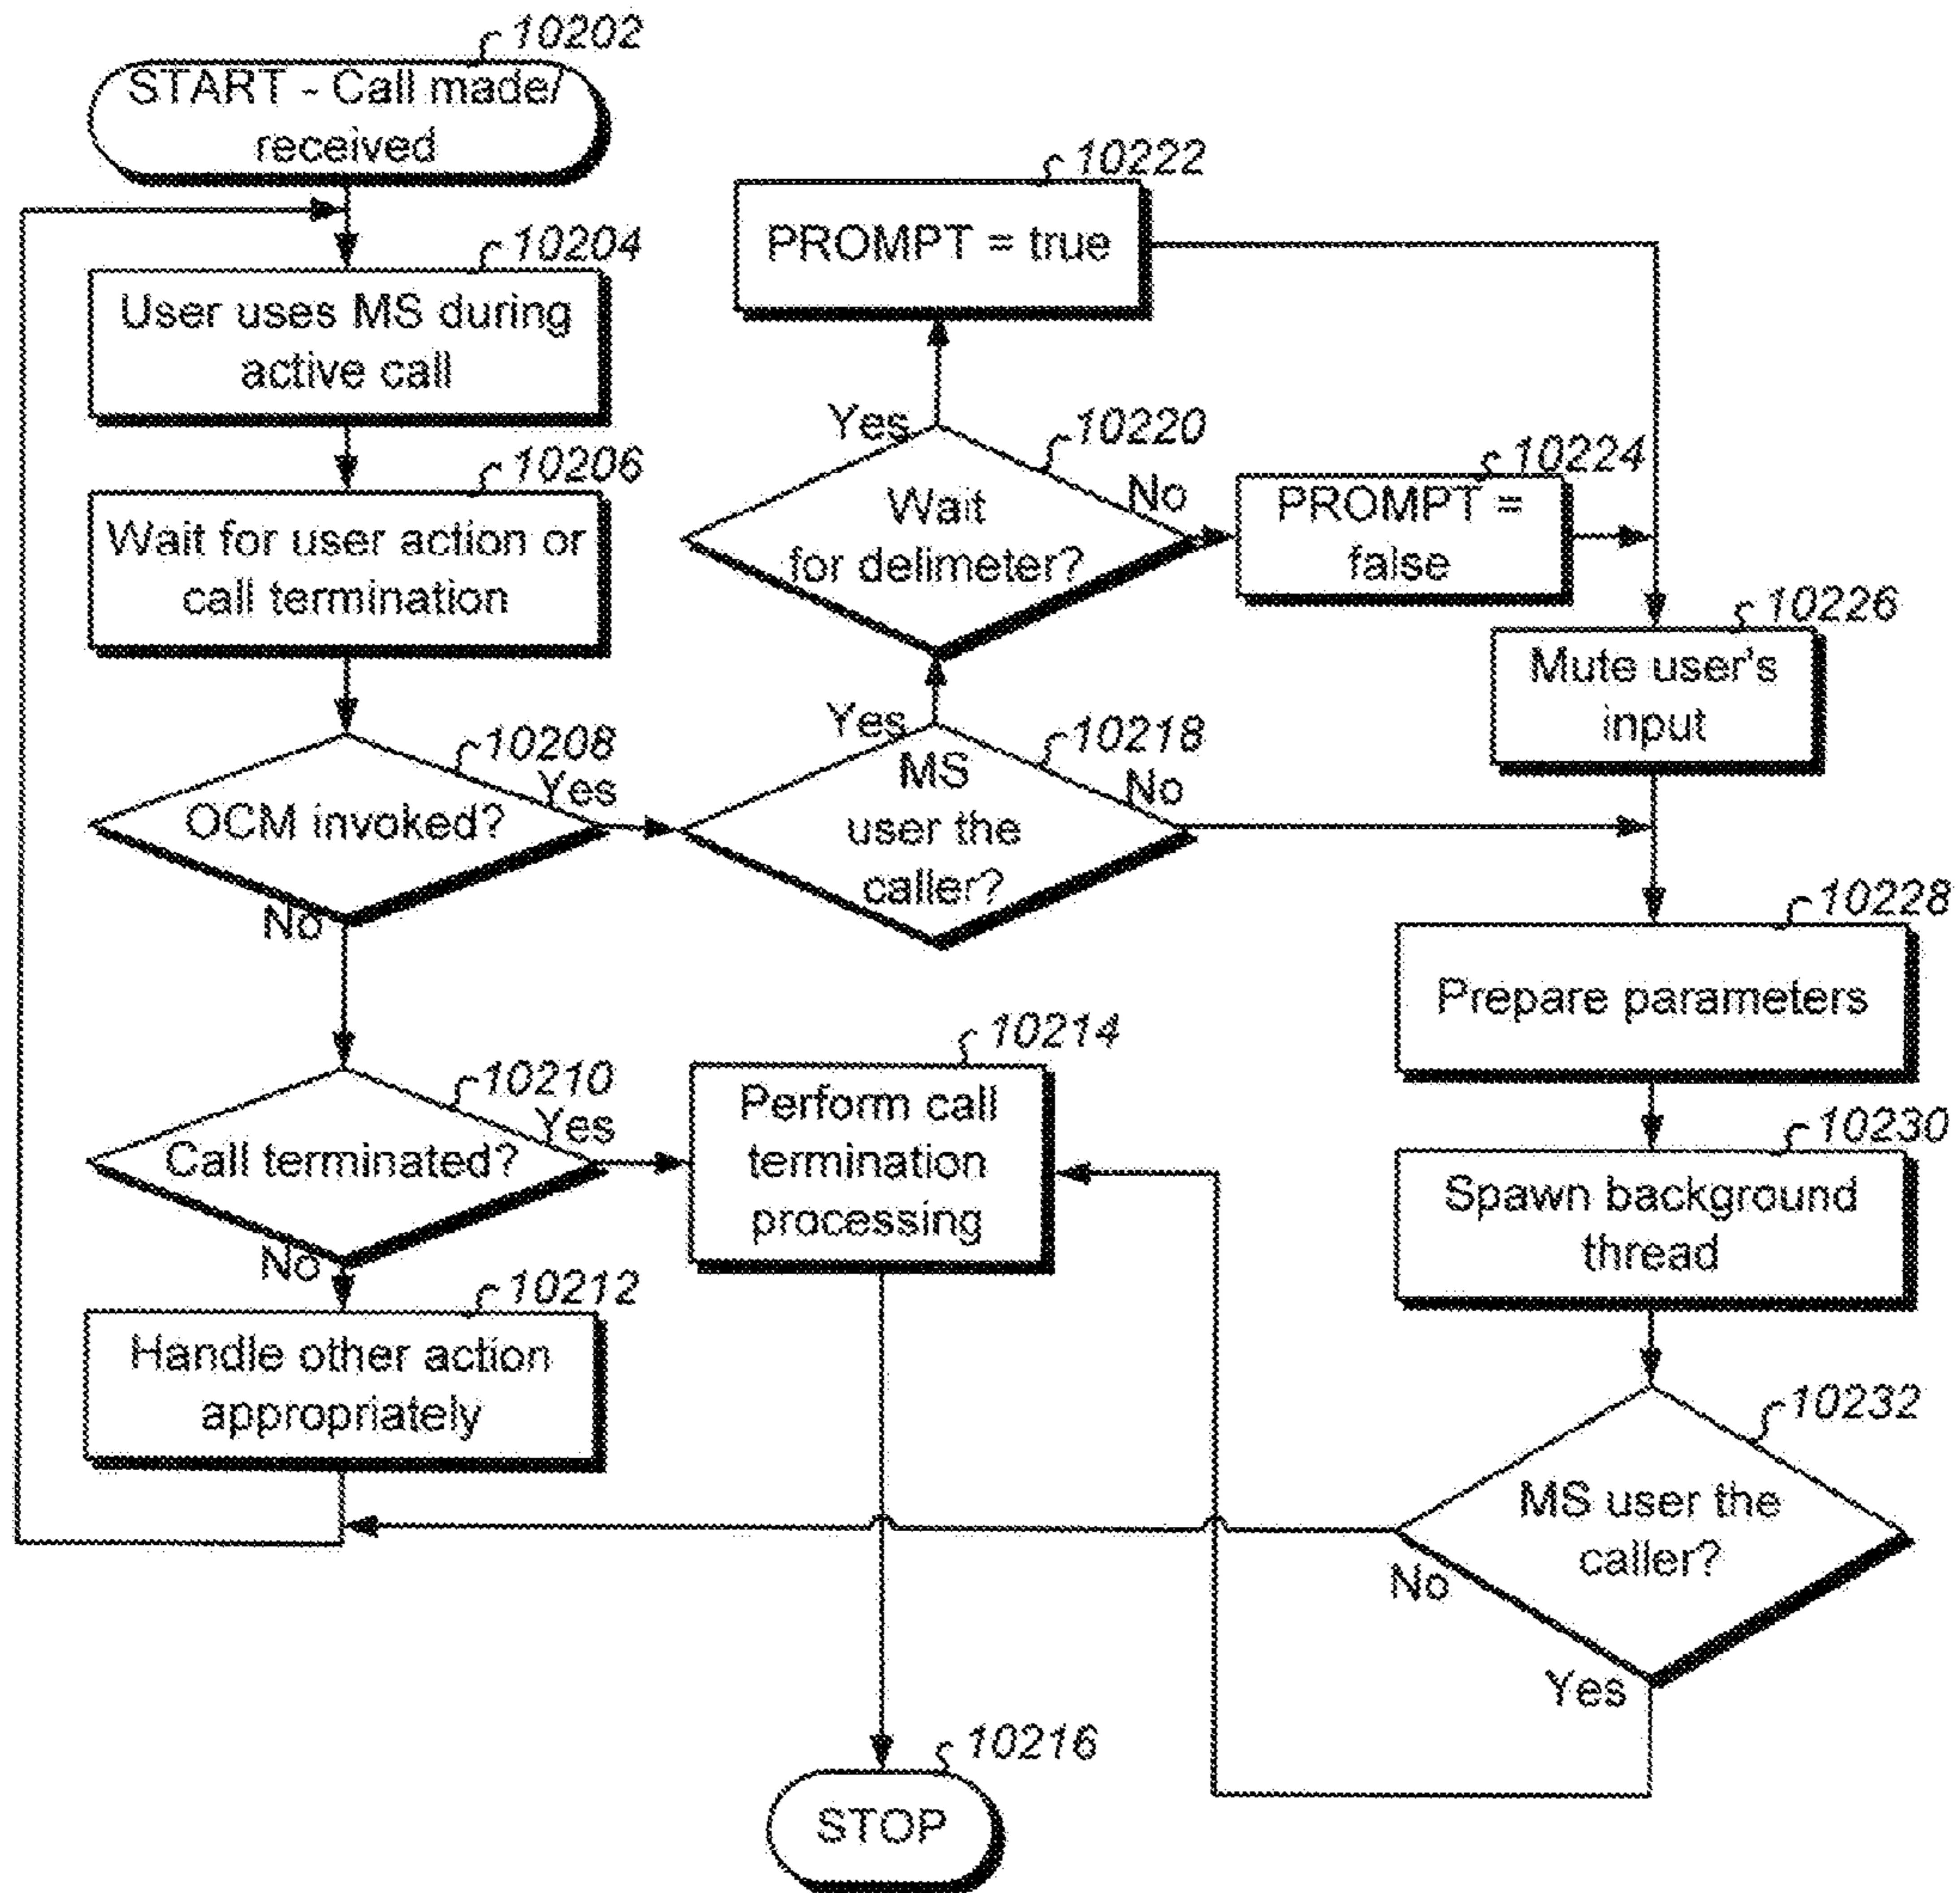 10202
START - Call made/
received
10204
User uses MS during
active call
10206
Wait for user action or
call termination
10208
OCM invoked?
Yes
No
10210
Call terminated?
Yes
No
10212
Handle other action
appropriately
10214
Perform call
termination
processing
10216
STOP
10218
MS
user the
caller?
Yes
No
10220
Wait
for delimeter?
Yes
No
10222
PROMPT = true
10224
PROMPT =
false
10226
Mute user's
input
10228
Prepare parameters
10230
Spawn background
thread
10232
MS user the
caller?
No
Yes